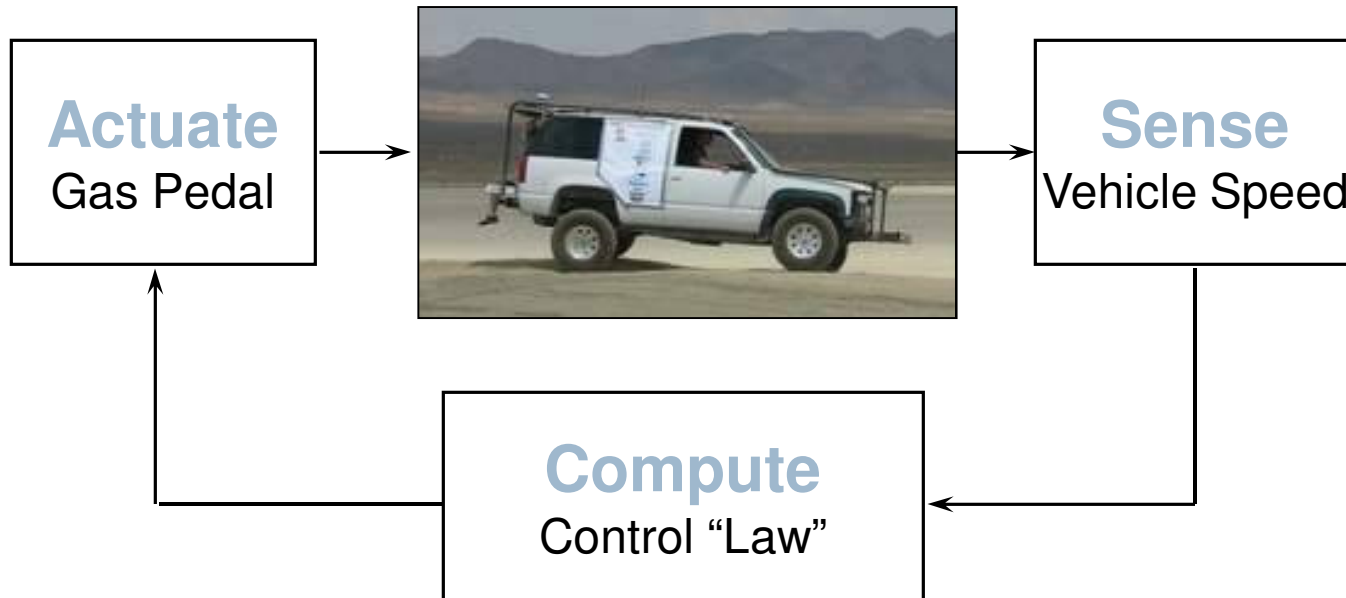 Actuate
Gas Pedal
Sense
Vehicle Speed
Compute
Control “Law”